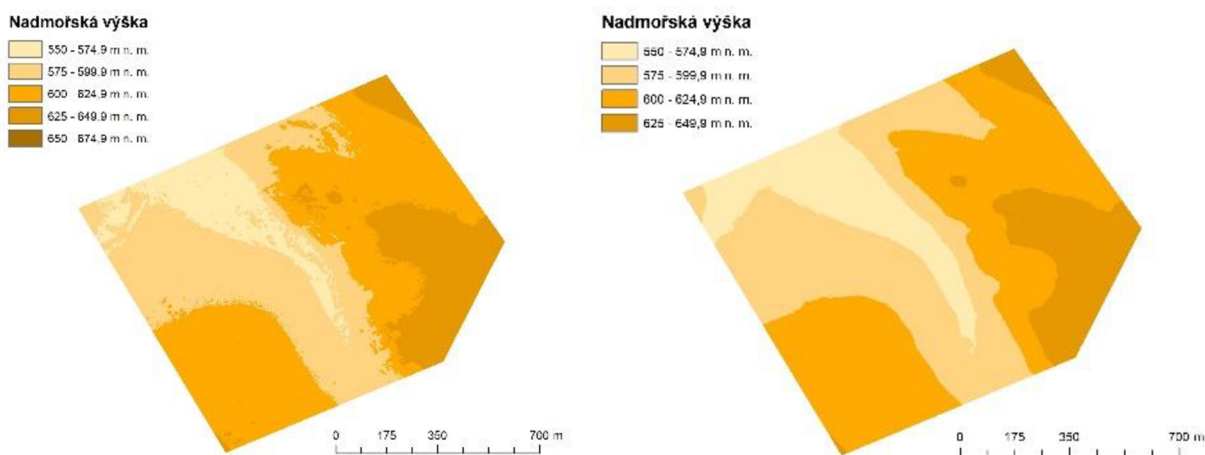 Nadmořská výška
550 - 574,9 m n. m.
575 - 599,9 m n. m.
600 - 624,9 m n. m.
625 - 649,9 m n. m.
650 - 674,9 m n. m.
0 175 350 700 m
Nadmořská výška
550 - 574,9 m n. m.
575 - 599,9 m n. m.
600 - 624,9 m n. m.
625 - 649,9 m n. m.
0 175 350 700 m